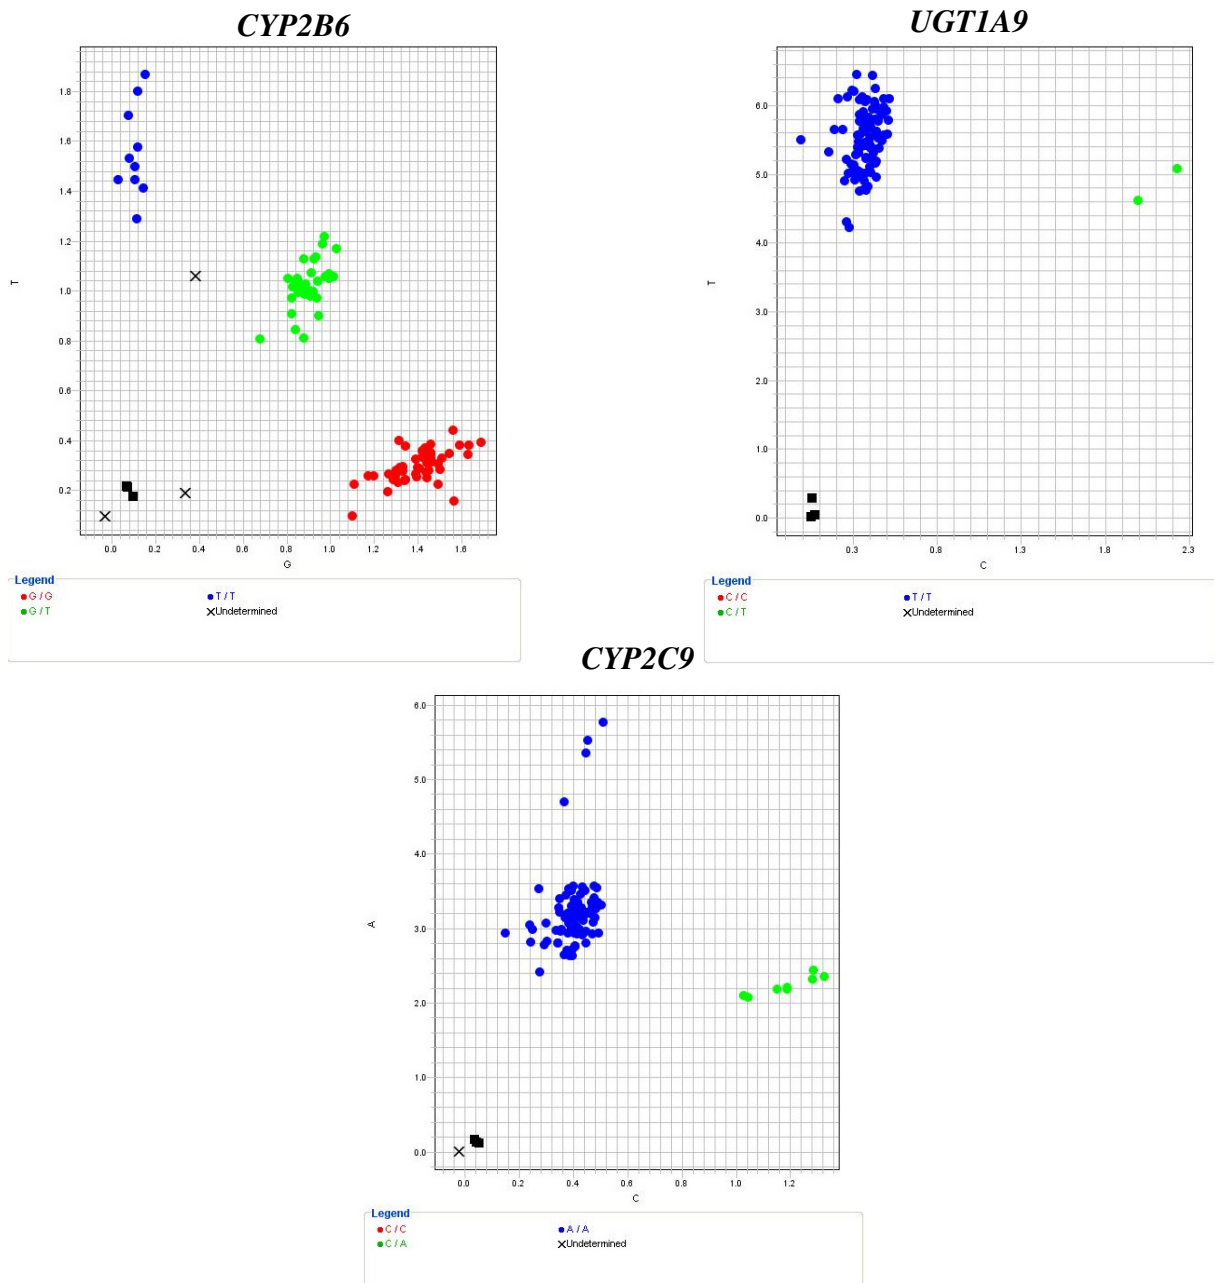 CYP2B6
UGT1A9
1.8
1.6
1.4
1.2
1.0
0.8
0.6
0.4
0.2
T
0.0 0.2 0.4 0.6 0.8 1.0 1.2 1.4 1.6
G
Legend
G / G T / T
G / T Undetermined
6.0
5.0
4.0
3.0
2.0
1.0
0.0
T
0.3 0.8 1.3 1.8 2.3
C
Legend
C / C T / T
C / T Undetermined
CYP2C9
6.0
5.0
4.0
3.0
2.0
1.0
0.0
A
0.0 0.2 0.4 0.6 0.8 1.0 1.2
C
Legend
C / C A / A
C / A Undetermined